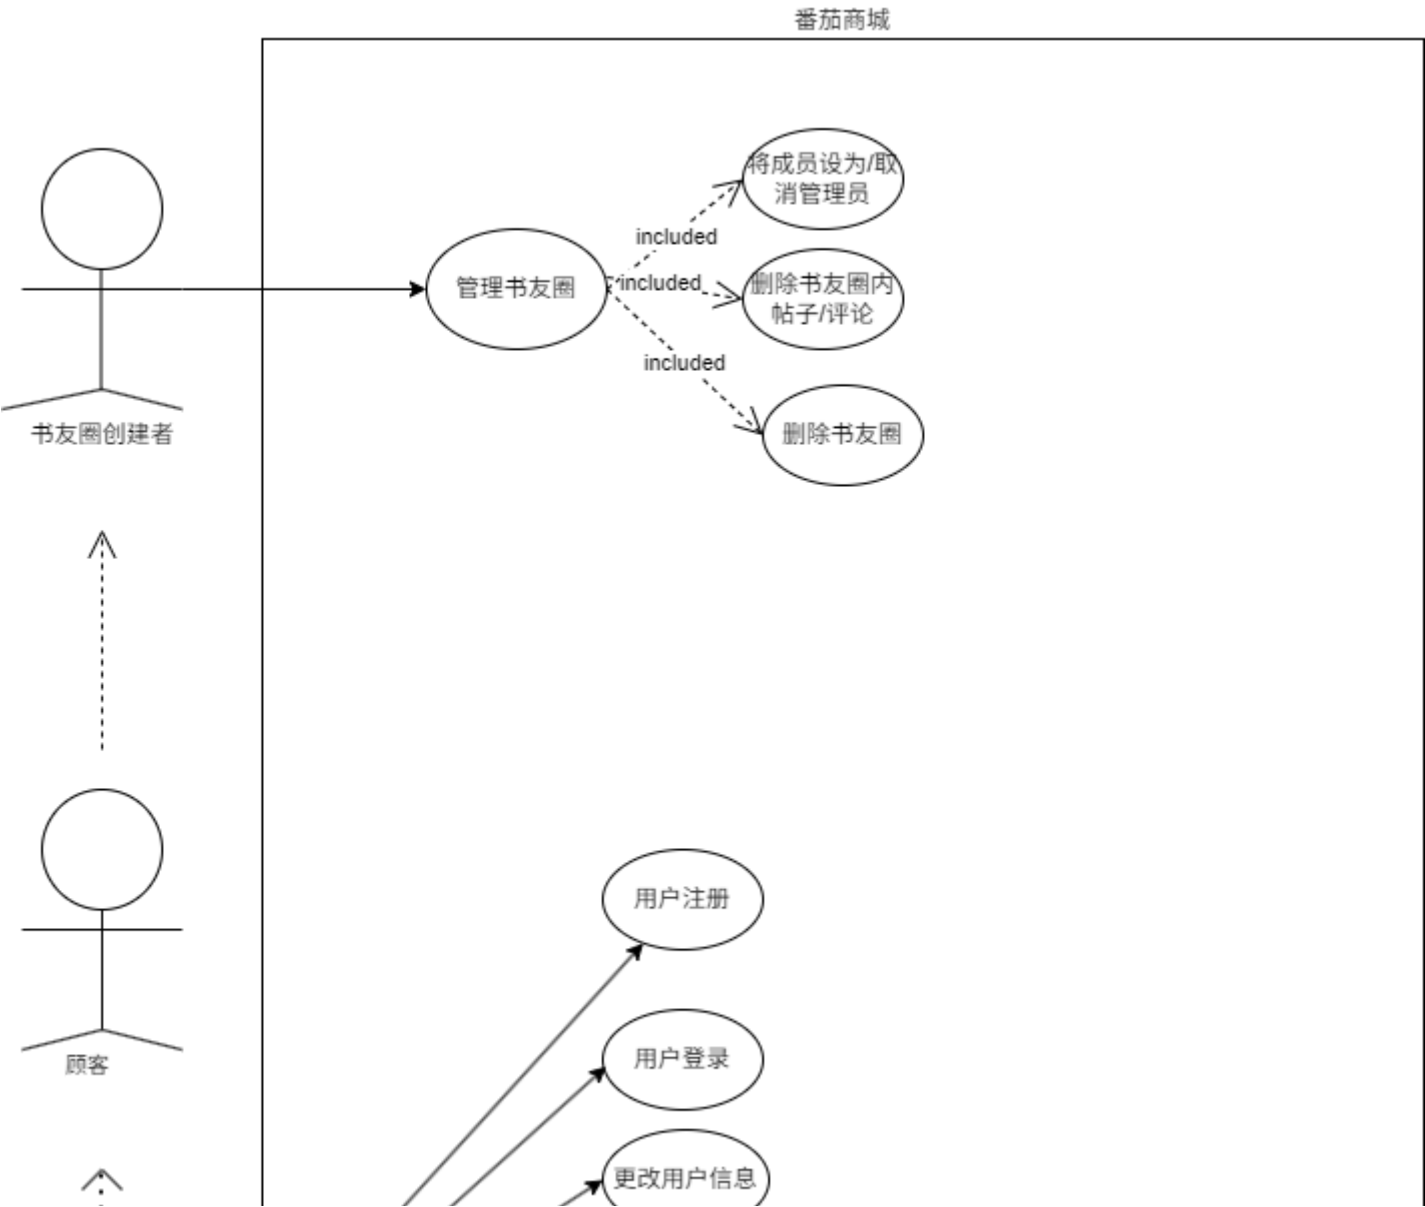 番茄商城
将成员设为/取
消管理员
included
管理书友圈
included
删除书友圈内
帖子/评论
included
删除书友圈
书友圈创建者
用户注册
用户登录
顾客
更改用户信息